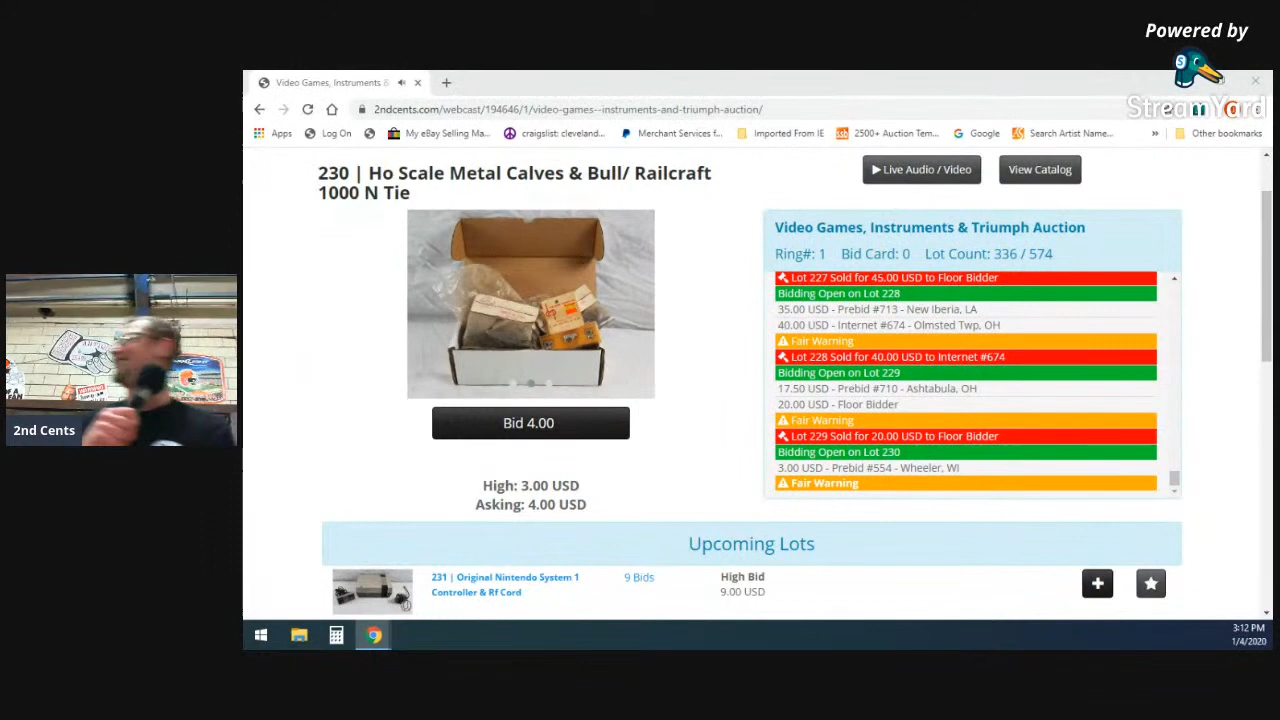 Powered by
StreamYard
Video Games, Instruments &
2ndcents.com/webcast/194646/1/video-games--instruments-and-triumph-auction/
Apps
Log On
My eBay Selling Ma...
craigslist: cleveland...
Merchant Services f...
Imported From IE
2500+ Auction Tem...
Google
Search Artist Name...
»
Other bookmarks
230 | Ho Scale Metal Calves & Bull/ Railcraft
1000 N Tie
Live Audio / Video
View Catalog
Video Games, Instruments & Triumph Auction
Ring#: 1 Bid Card: 0 Lot Count: 336 / 574
Lot 227 Sold for 45.00 USD to Floor Bidder
Bidding Open on Lot 228
35.00 USD - Prebid #713 - New Iberia, LA
40.00 USD - Internet #674 - Olmsted Twp, OH
Fair Warning
Lot 228 Sold for 40.00 USD to Internet #674
Bidding Open on Lot 229
17.50 USD - Prebid #710 - Ashtabula, OH
20.00 USD - Floor Bidder
Fair Warning
Lot 229 Sold for 20.00 USD to Floor Bidder
Bidding Open on Lot 230
3.00 USD - Prebid #554 - Wheeler, WI
Fair Warning
Bid 4.00
High: 3.00 USD
Asking: 4.00 USD
2nd Cents
Upcoming Lots
231 | Original Nintendo System 1
Controller & Rf Cord
9 Bids
High Bid
9.00 USD
3:12 PM
1/4/2020